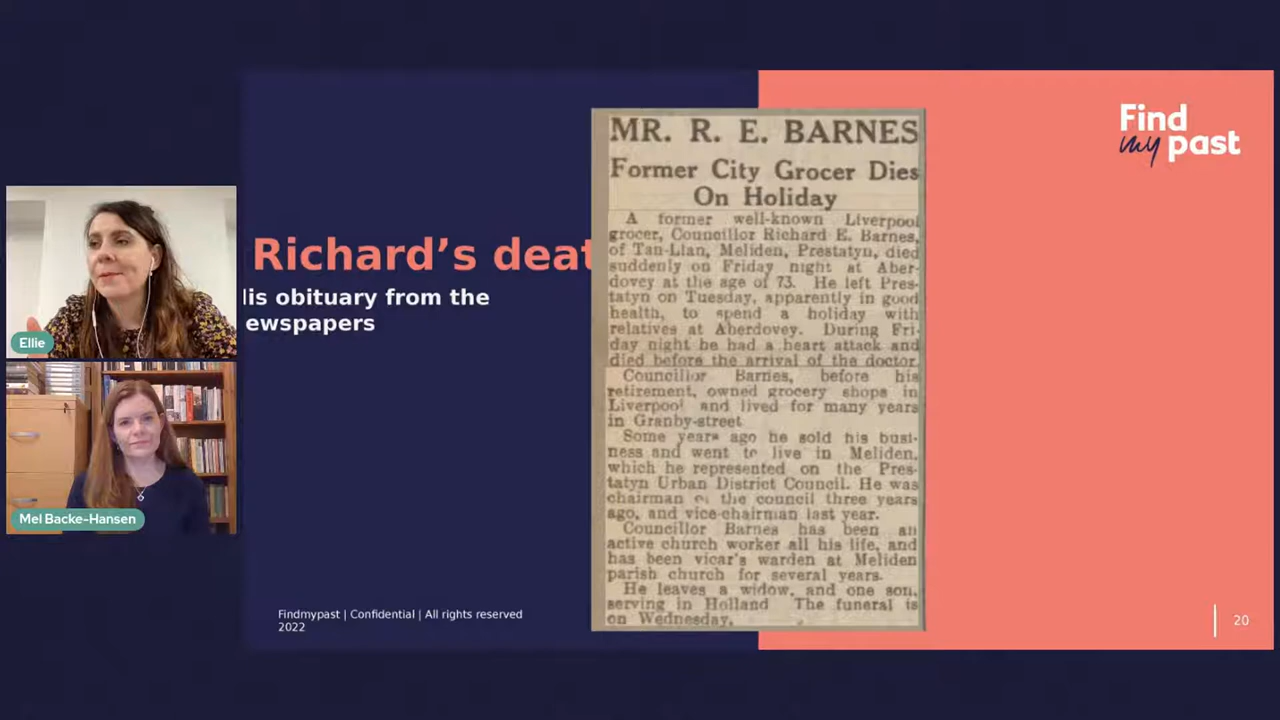 Find
my past
Richard's deat
lis obituary from the
ewspapers
MR. R. E. BARNES
Former City Grocer Dies
On Holiday
A former well-known Liverpool
grocer, Councillor Richard E. Barnes,
of Tan-Llan, Meliden, Prestatyn, died
suddenly on Friday night at Aber-
dovey at the age of 73. He left Pres-
tatyn on Tuesday, apparently in good
health, to spend a holiday with
relatives at Aberdovey. During Fri-
day night he had a heart attack and
died before the arrival of the doctor.
Councillor Barnes, before his
retirement, owned grocery shops in
Liverpool and lived for many years
in Granby-street
Some years ago he sold his busi-
ness and went to live in Meliden,
which he represented on the Pres-
tatyn Urban District Council. He was
chairman of the council three years
ago, and vice-chairman last year.
Councillor Barnes has been an
active church worker all his life, and
has been vicar's warden at Meliden
parish church for several years.
He leaves a widow, and one son,
serving in Holland The funeral is
on Wednesday.
Ellie
Mel Backe-Hansen
Findmypast | Confidential | All rights reserved
2022
20